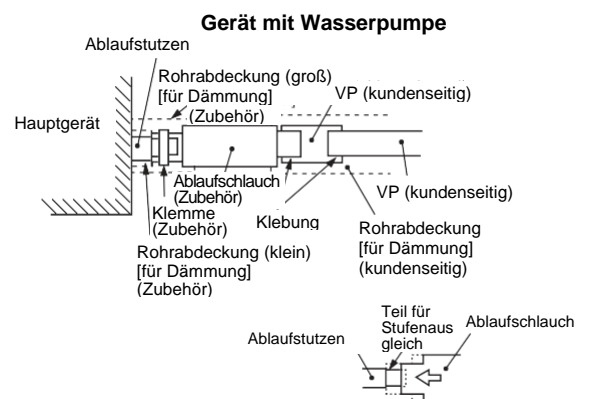 Gerät mit Wasserpumpe
Ablaufstutzen
Rohrabdeckung (groß)
[für Dämmung]
(Zubehör)
VP (kundenseitig)
Hauptgerät
Ablaufschlauch
(Zubehör)
VP (kundenseitig)
Klemme
(Zubehör)
Klebung
Rohrabdeckung (klein)
[für Dämmung]
(Zubehör)
Rohrabdeckung
[für Dämmung]
(kundenseitig)
Teil für
Stufenaus
gleich
Ablaufschlauch
Ablaufstutzen